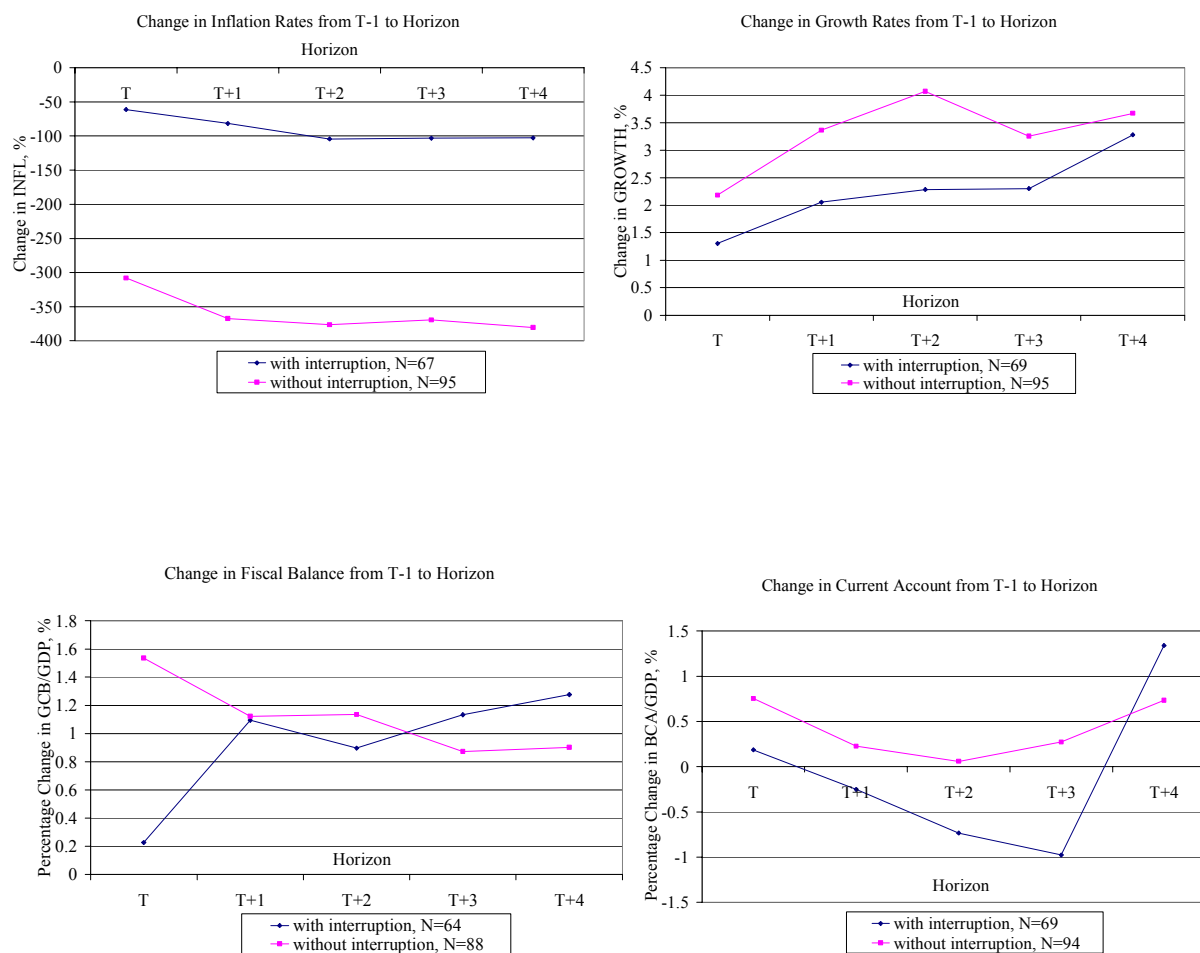 Change in Inflation Rates from T-1 to Horizon
Horizon
0
-50
-100
-150
-200
-250
-300
-350
-400
T T+1 T+2 T+3 T+4
Change in INFL, %
with interruption, N=67
without interruption, N=95
Change in Growth Rates from T-1 to Horizon
4.5
4
3.5
3
2.5
2
1.5
1
0.5
0
Change in GROWTH, %
Horizon
T T+1 T+2 T+3 T+4
with interruption, N=69
without interruption, N=95
Change in Fiscal Balance from T-1 to Horizon
1.8
1.6
1.4
1.2
1
0.8
0.6
0.4
0.2
0
Percentage Change in GCB/GDP, %
Horizon
T T+1 T+2 T+3 T+4
with interruption, N=64
without interruption, N=88
Change in Current Account from T-1 to Horizon
1.5
1
0.5
0
-0.5
-1
-1.5
Percentage Change in BCA/GDP, %
T T+1 T+2 T+3 T+4
Horizon
with interruption, N=69
without interruption, N=94